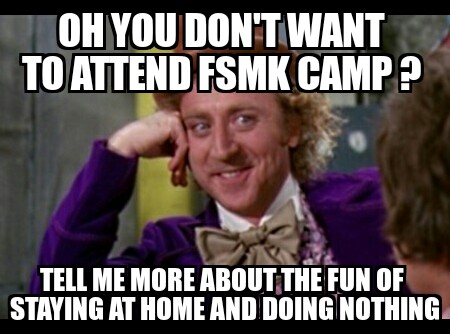 OH YOU DON'T WANT
TO ATTEND FSMK CAMP ?
TELL ME MORE ABOUT THE FUN OF
STAYING AT HOME AND DOING NOTHING